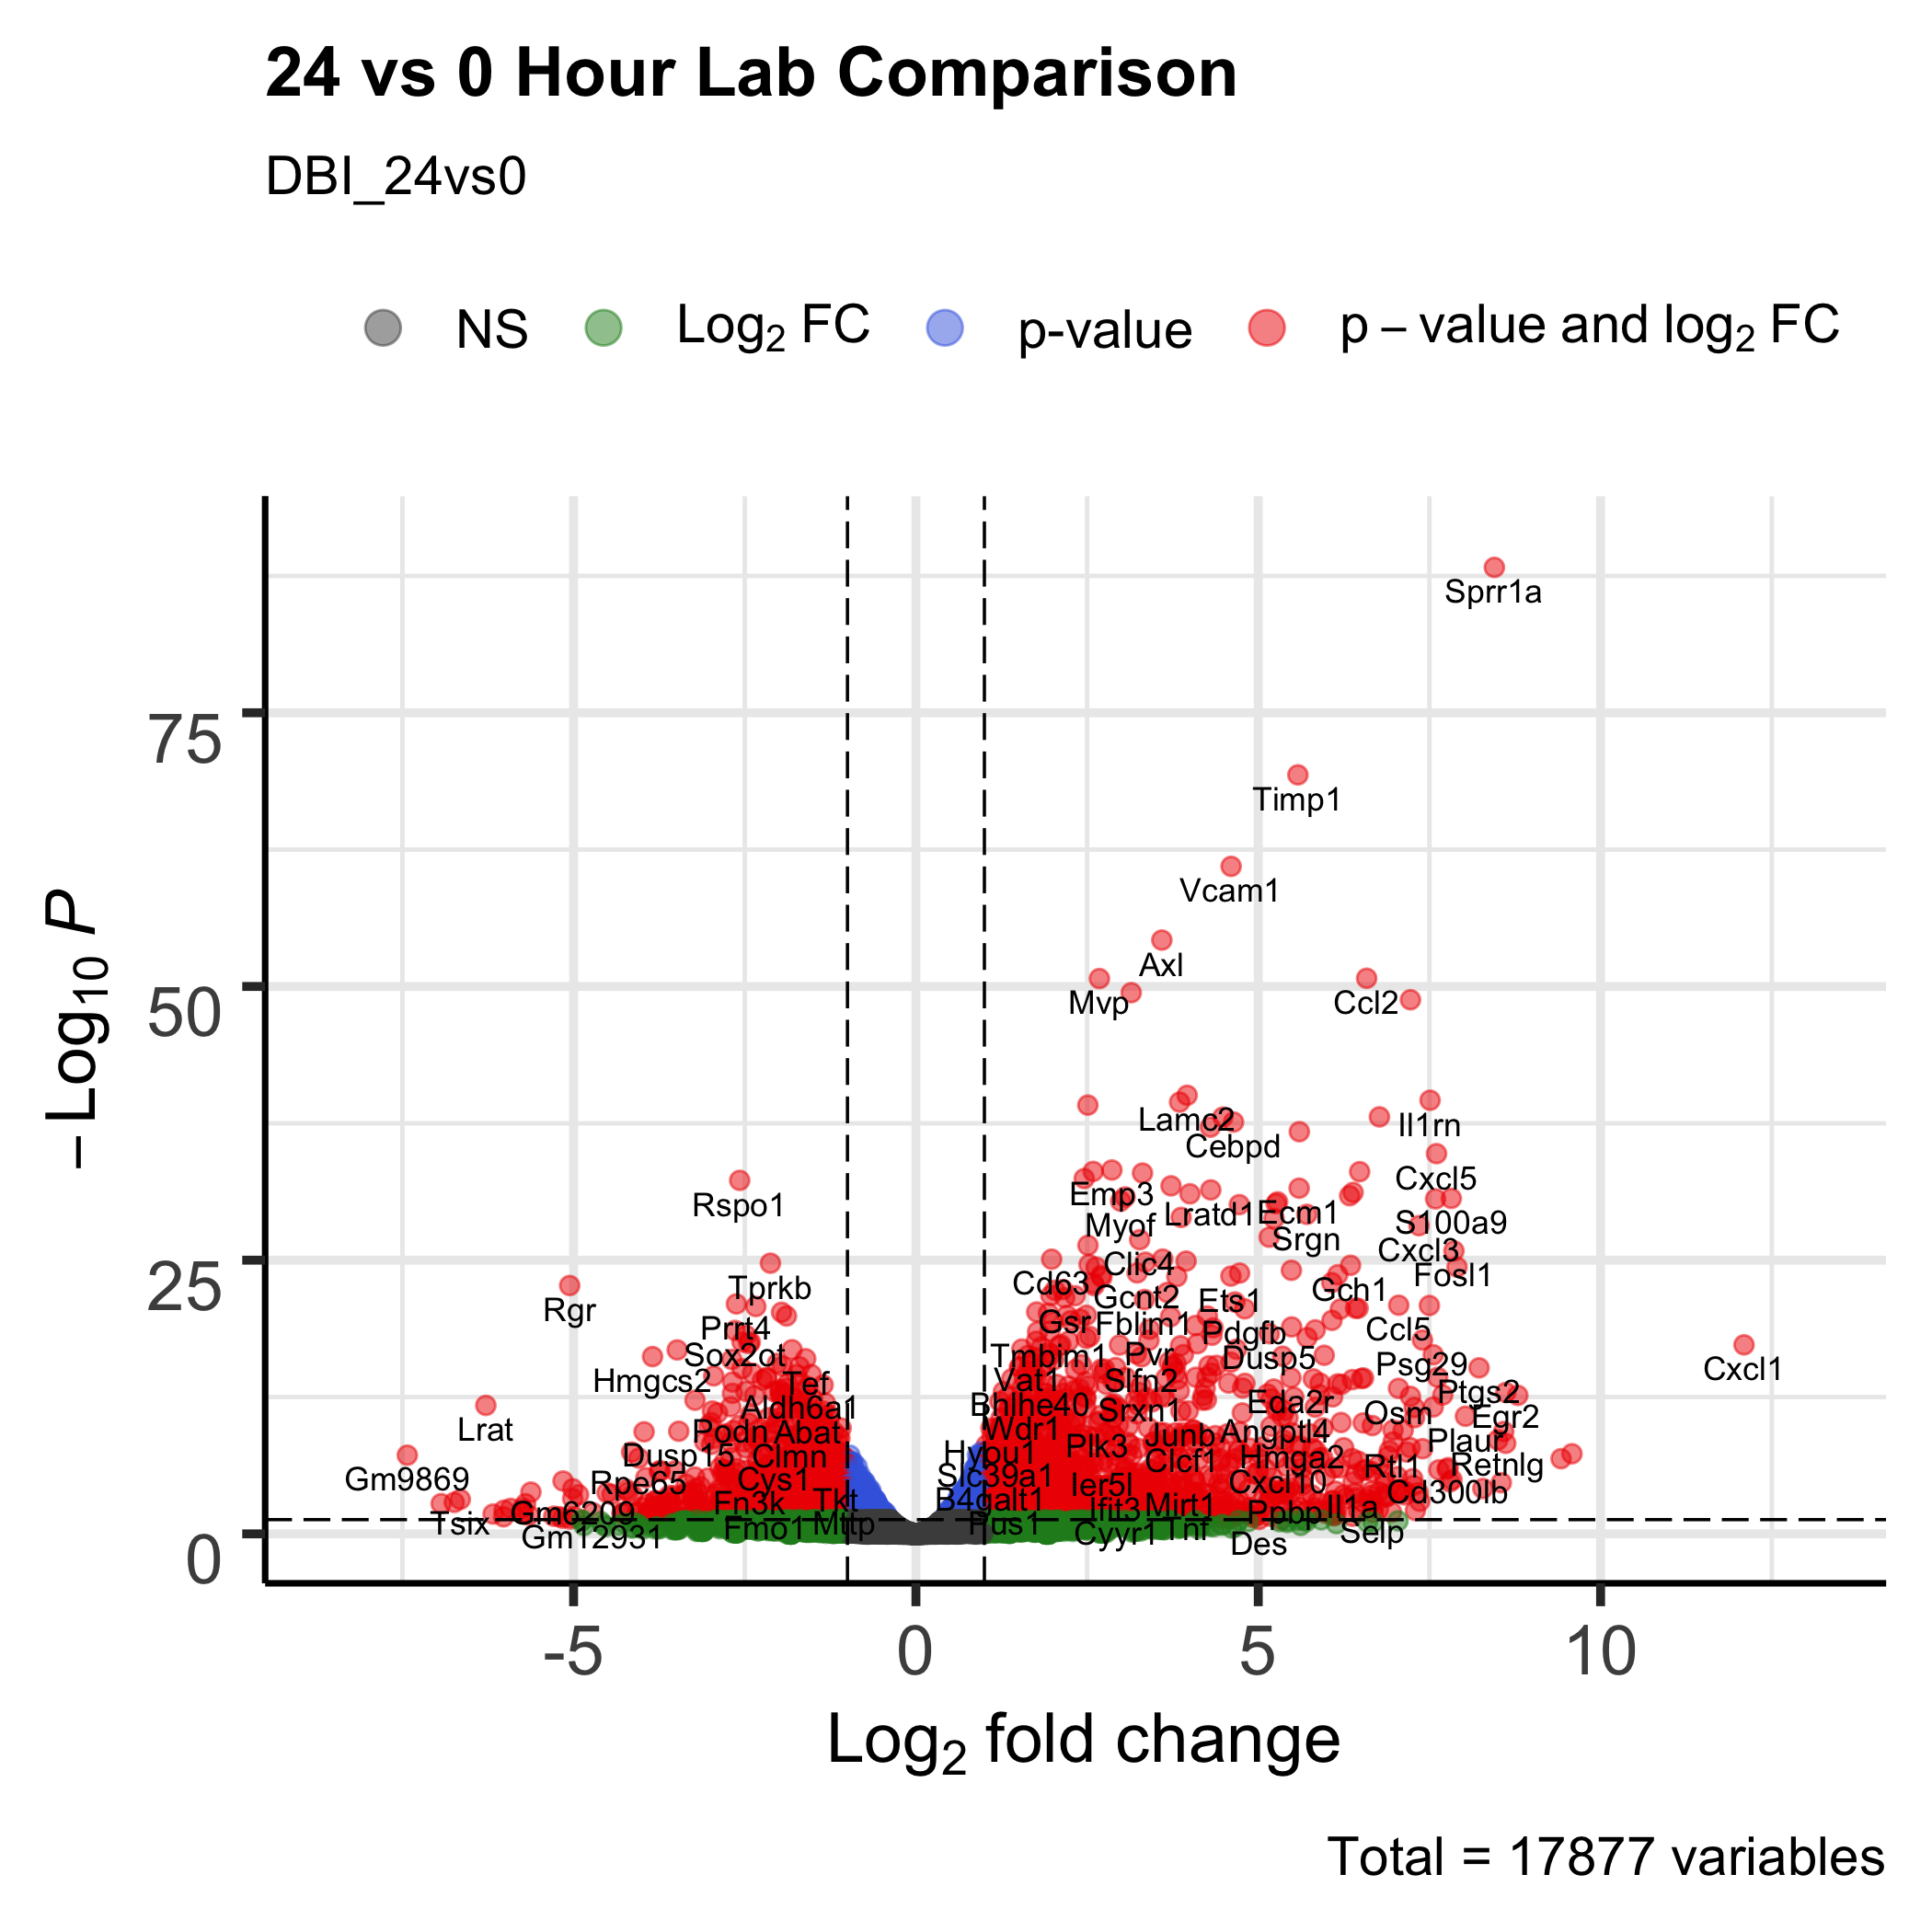 24 vs 0 Hour Lab Comparison
DBI_24vs0
NS Log2 FC p-value p – value and log2 FC
Sprr1a
75
Timp1
Vcam1
Axl
50
Mvp Ccl2
Lamc2 Il1rn
Cebpd
Cxcl5
Emp3
Rspo1 Lratd1 Ecm1
Myof S100a9
Srgn
Cxcl3
25
Clic4 Fosl1
Cd63 Tprkb Gch1
Gcnt2 Ets1
Rgr
Gsr Fblim1
Prrt4 Pdgfb Ccl5
Sox2ot Tmbim1 Pvr Dusp5
Psg29 Cxcl1
Hmgcs2 Tef Vat1 Slfn2
Ptgs2
Aldh6a1 Bhlhe40 Srxn1 Eda2r Osm
Egr2
Lrat Podn Abat Wdr1 Junb Angptl4
Plaur
Dusp15 Clmn Hyou1 Plk3 Clcf1 Hmga2
Rtl1 Retnlg
Gm9869 Rpe65 Cys1 Slc39a1 Ier5l Cxcl10
Cd300lb
Fn3k Tkt B4galt1 Ifit3 Mirt1 Ppbp Il1a
Gm6209
Tsix Fmo1 Mttp Pus1
Gm12931 Cyyr1 Tnf Selp
Des
0
-5 0 5 10
–Log10 P
Log2 fold change
Total = 17877 variables